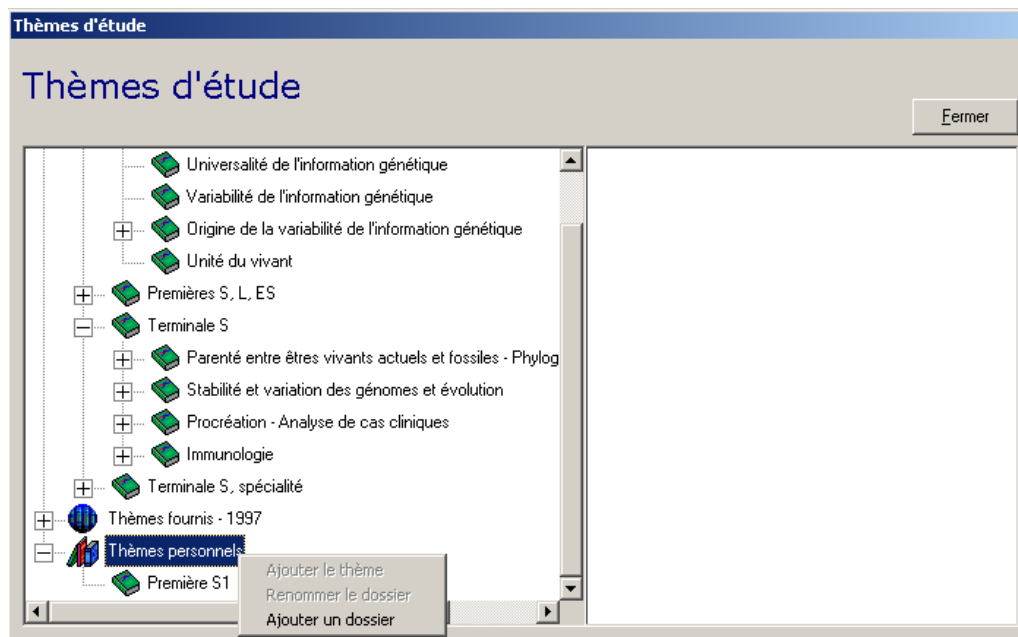 Thèmes d'étude
Thèmes d'étude
Fermer
Universalité de l'information génétique
Variabilité de l'information génétique
Origine de la variabilité de l'information génétique
Unité du vivant
Premières S, L, ES
Terminale S
Parenté entre êtres vivants actuels et fossiles - Phylog
Stabilité et variation des génomes et évolution
Procréation - Analyse de cas cliniques
Immunologie
Terminale S, spécialité
Thèmes fournis - 1997
Thèmes personnels
Première S1
Ajouter le thème
Renommer le dossier
Ajouter un dossier